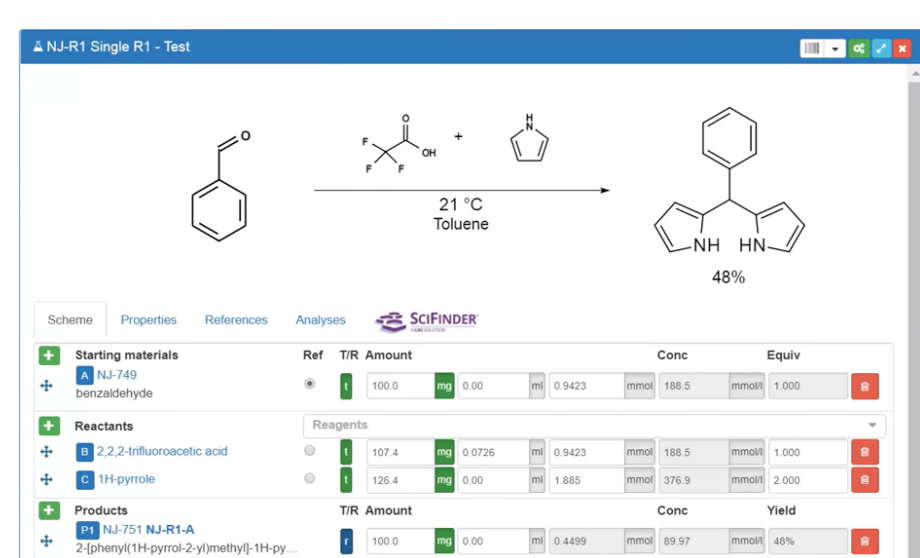 NJ-R1 Single R1 - Test
O
O
F
F
F
OH
+
H
N
21 °C
Toluene
NH HN
48%
Scheme Properties References Analyses SCIFINDER
A CAS SOLUTION
Starting materials Ref T/R Amount Conc Equiv
A NJ-749
benzaldehyde
t 100.0 mg 0.00 ml 0.9423 mmol 188.5 mmol/l 1.000
Reactants Reagents
B 2,2,2-trifluoroacetic acid t 107.4 mg 0.0726 ml 0.9423 mmol 188.5 mmol/l 1.000
C 1H-pyrrole t 126.4 mg 0.00 ml 1.885 mmol 376.9 mmol/l 2.000
Products T/R Amount Conc Yield
P1 NJ-751 NJ-R1-A
2-[phenyl(1H-pyrrol-2-yl)methyl]-1H-py...
r 100.0 mg 0.00 ml 0.4499 mmol 89.97 mmol/l 48%